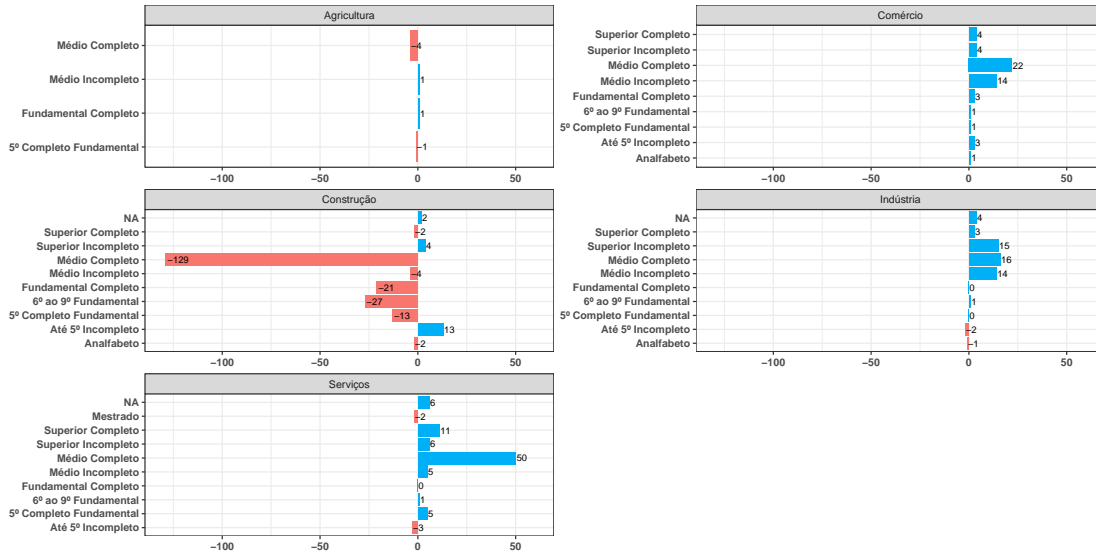 Agricultura
Médio Completo
−4
Médio Incompleto
1
Fundamental Completo
1
5º Completo Fundamental
−1
−100
−50
0
50
Comércio
Superior Completo
4
Superior Incompleto
4
Médio Completo
22
Médio Incompleto
14
Fundamental Completo
3
6º ao 9º Fundamental
1
5º Completo Fundamental
1
Até 5º Incompleto
3
Analfabeto
1
−100
−50
0
50
Construção
NA
2
Superior Completo
−2
Superior Incompleto
4
Médio Completo
−129
Médio Incompleto
−4
Fundamental Completo
−21
6º ao 9º Fundamental
−27
5º Completo Fundamental
−13
Até 5º Incompleto
13
Analfabeto
−2
−100
−50
0
50
Indústria
NA
4
Superior Completo
3
Superior Incompleto
15
Médio Completo
16
Médio Incompleto
14
Fundamental Completo
0
6º ao 9º Fundamental
1
5º Completo Fundamental
0
Até 5º Incompleto
−2
Analfabeto
−1
−100
−50
0
50
Serviços
NA
6
Mestrado
−2
Superior Completo
11
Superior Incompleto
6
Médio Completo
50
Médio Incompleto
5
Fundamental Completo
0
6º ao 9º Fundamental
1
5º Completo Fundamental
5
Até 5º Incompleto
−3
−100
−50
0
50